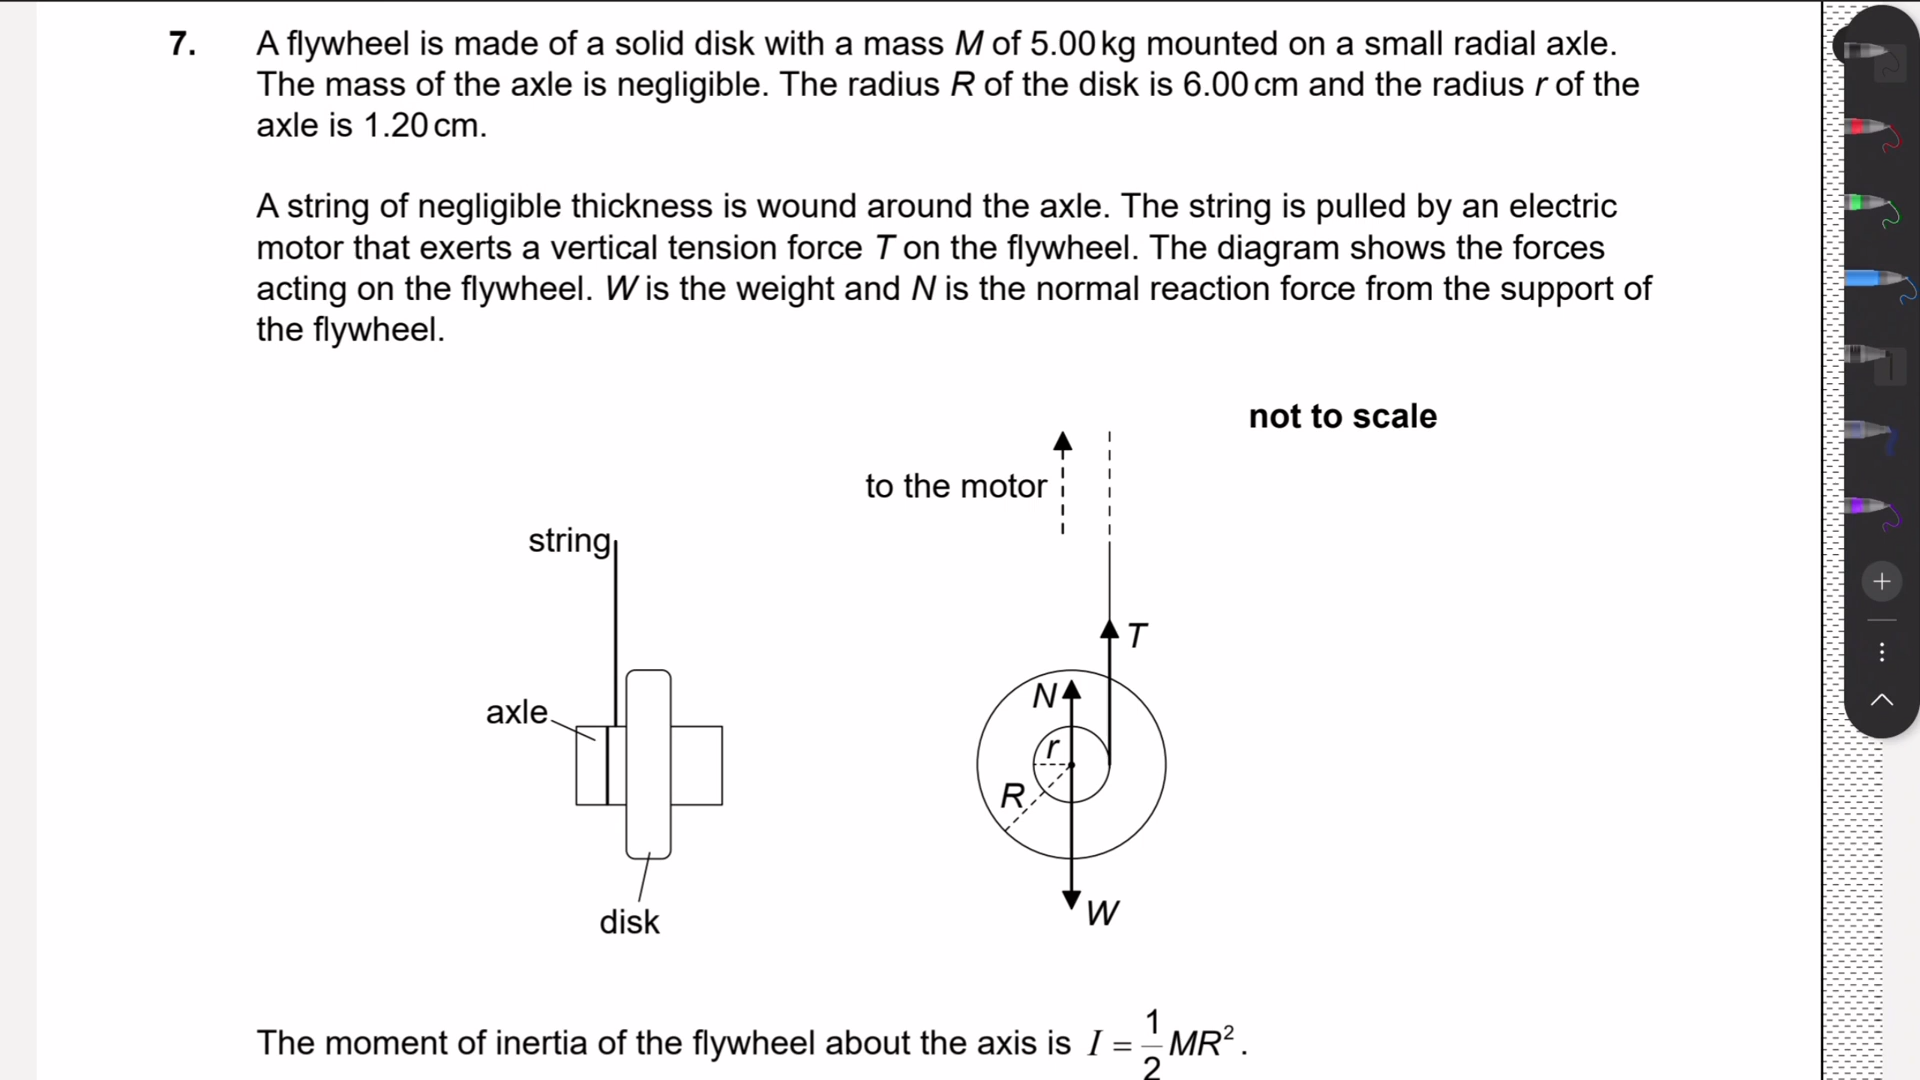 7. A flywheel is made of a solid disk with a mass M of 5.00 kg mounted on a small radial axle.
The mass of the axle is negligible. The radius R of the disk is 6.00 cm and the radius r of the
axle is 1.20 cm.
A string of negligible thickness is wound around the axle. The string is pulled by an electric
motor that exerts a vertical tension force T on the flywheel. The diagram shows the forces
acting on the flywheel. W is the weight and N is the normal reaction force from the support of
the flywheel.
not to scale
to the motor
string
T
N
axle
r
R
W
disk
The moment of inertia of the flywheel about the axis is I = 1/2 MR².